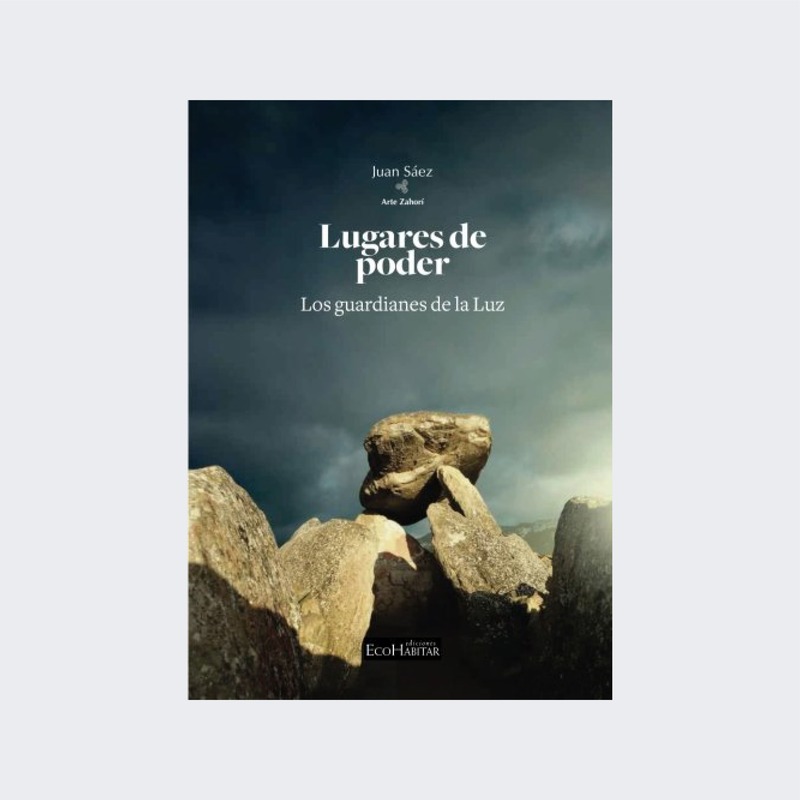 Juan Sáez
Arte Zahorí
Lugares de
poder
Los guardianes de la Luz
ediciones
ECOHABITAR